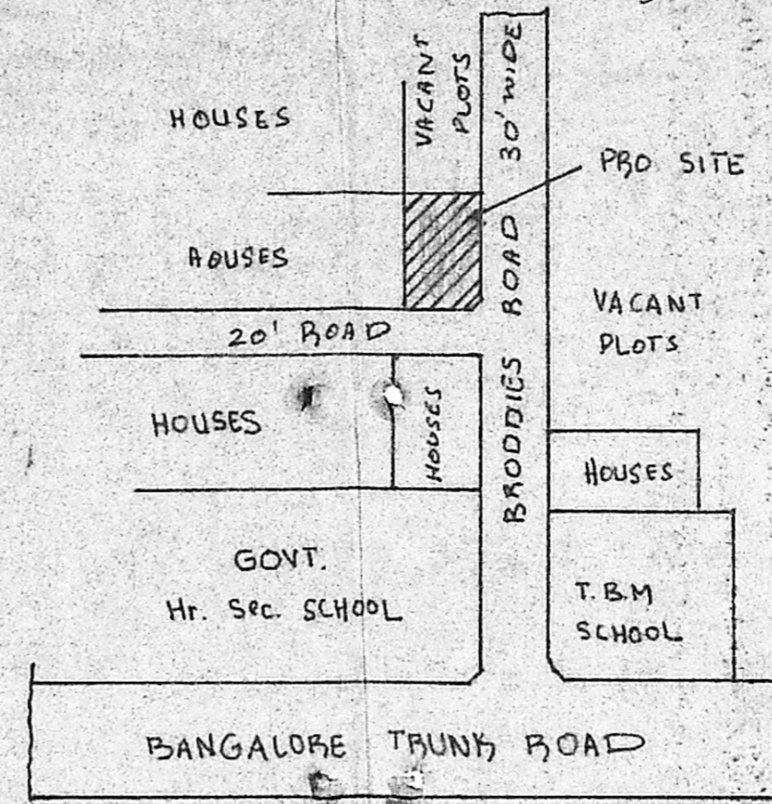 HOUSES
VACANT
PLOTS
30' WIDE
PRO SITE
HOUSES
BRODDIES ROAD
VACANT
PLOTS
20' ROAD
HOUSES
HOUSES
HOUSES
GOVT.
Hr. Sec. SCHOOL
T.B.M
SCHOOL
BANGALORE TRUNK ROAD